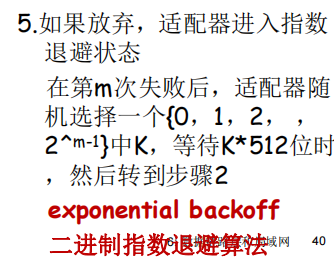 5.如果放弃，适配器进入指数
退避状态
在第m次失败后，适配器随
机选择一个{0，1，2， ，
2^m-1}中K，等待K*512位时
，然后转到步骤2
exponential backoff
二进制指数退避算法
域网 40